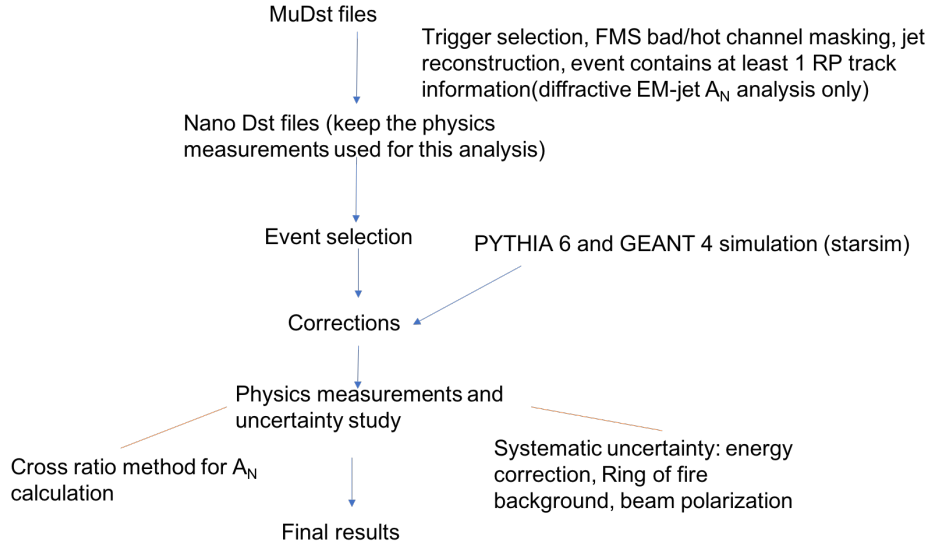 MuDst files
Trigger selection, FMS bad/hot channel masking, jet
reconstruction, event contains at least 1 RP track
information(diffractive EM-jet AN analysis only)
Nano Dst files (keep the physics
measurements used for this analysis)
Event selection
PYTHIA 6 and GEANT 4 simulation (starsim)
Corrections
Physics measurements and
uncertainty study
Cross ratio method for AN
calculation
Systematic uncertainty: energy
correction, Ring of fire
background, beam polarization
Final results